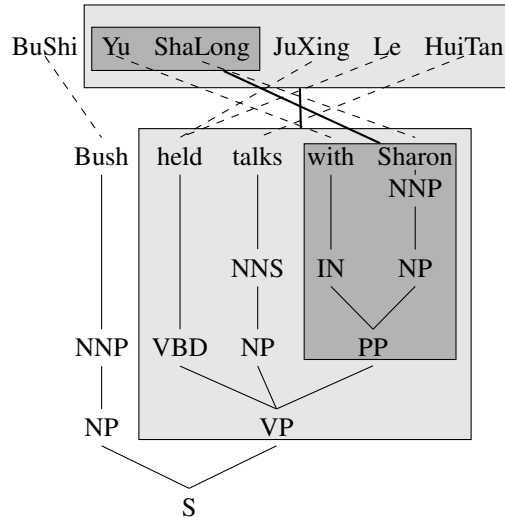 BuShi Yu ShaLong JuXing Le HuiTan
Bush held talks with Sharon
NNP
NNS IN NP
NNP VBD NP PP
NP VP
S